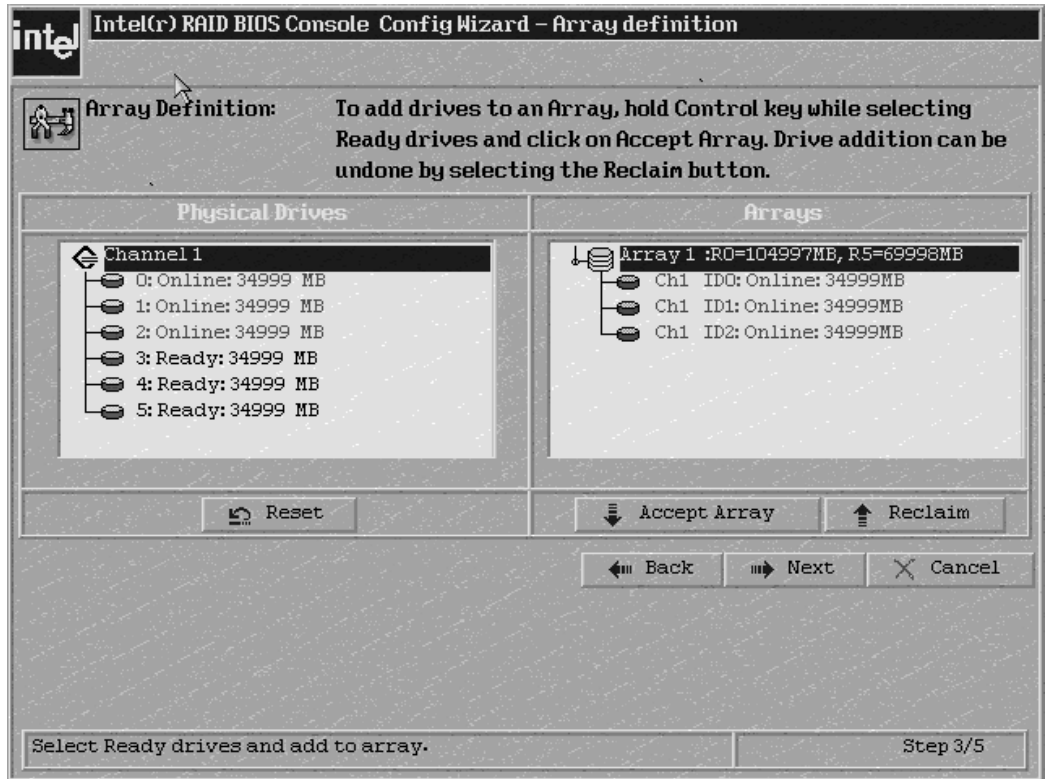 intel
Intel(r) RAID BIOS Console Config Wizard – Array definition
Array Definition:
To add drives to an Array, hold Control key while selecting
Ready drives and click on Accept Array. Drive addition can be
undone by selecting the Reclaim button.
Physical Drives
Channel 1
0: Online: 34999 MB
1: Online: 34999 MB
2: Online: 34999 MB
3: Ready: 34999 MB
4: Ready: 34999 MB
5: Ready: 34999 MB
Reset
Arrays
Array 1 :R0=104997MB, R5=69998MB
Ch1 ID0: Online: 34999MB
Ch1 ID1: Online: 34999MB
Ch1 ID2: Online: 34999MB
Accept Array
Reclaim
Back
Next
Cancel
Select Ready drives and add to array.
Step 3/5